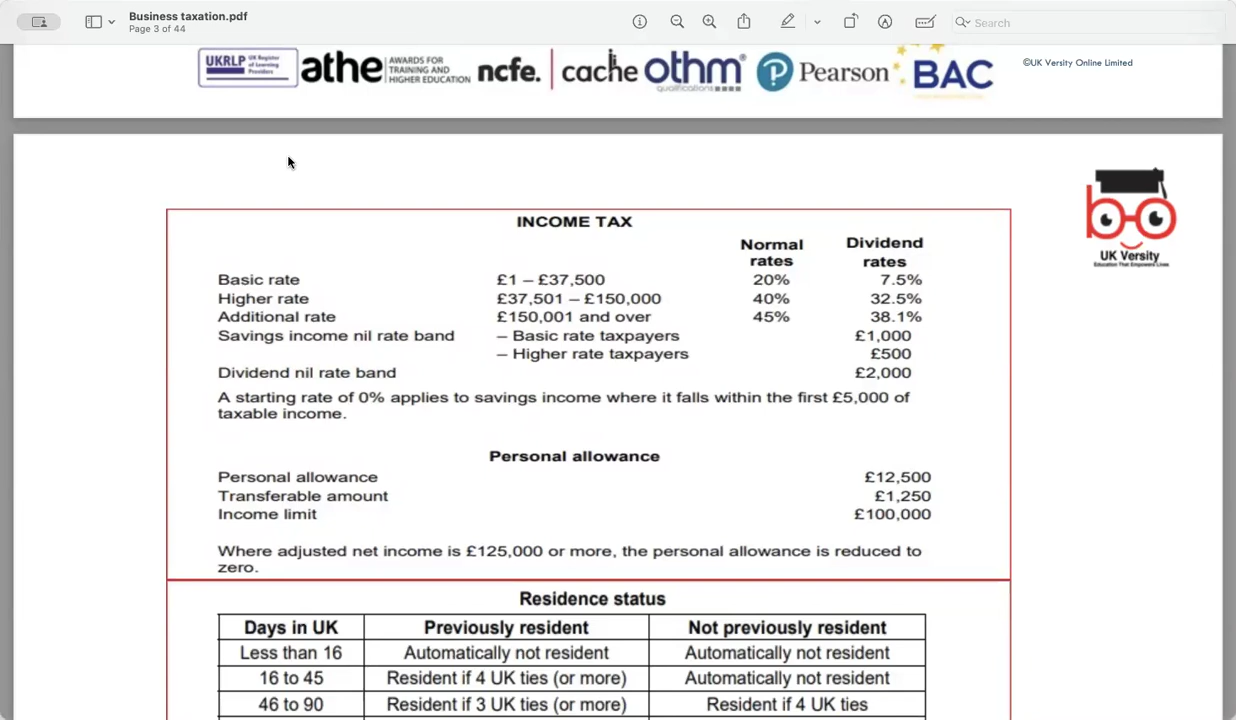 Business taxation.pdf
Page 3 of 44
Search
UKRLP UK Register of Learning Providers
athe AWARDS FOR TRAINING AND HIGHER EDUCATION
ncfe.
cache
othm
qualifications
Pearson
BAC
©UK Versity Online Limited
UK Versity
Education That Empowers Lives
INCOME TAX
Normal rates Dividend rates
Basic rate £1 – £37,500 20% 7.5%
Higher rate £37,501 – £150,000 40% 32.5%
Additional rate £150,001 and over 45% 38.1%
Savings income nil rate band – Basic rate taxpayers £1,000
– Higher rate taxpayers £500
Dividend nil rate band £2,000
A starting rate of 0% applies to savings income where it falls within the first £5,000 of
taxable income.
Personal allowance
Personal allowance £12,500
Transferable amount £1,250
Income limit £100,000
Where adjusted net income is £125,000 or more, the personal allowance is reduced to
zero.
Residence status
Days in UK Previously resident Not previously resident
Less than 16 Automatically not resident Automatically not resident
16 to 45 Resident if 4 UK ties (or more) Automatically not resident
46 to 90 Resident if 3 UK ties (or more) Resident if 4 UK ties